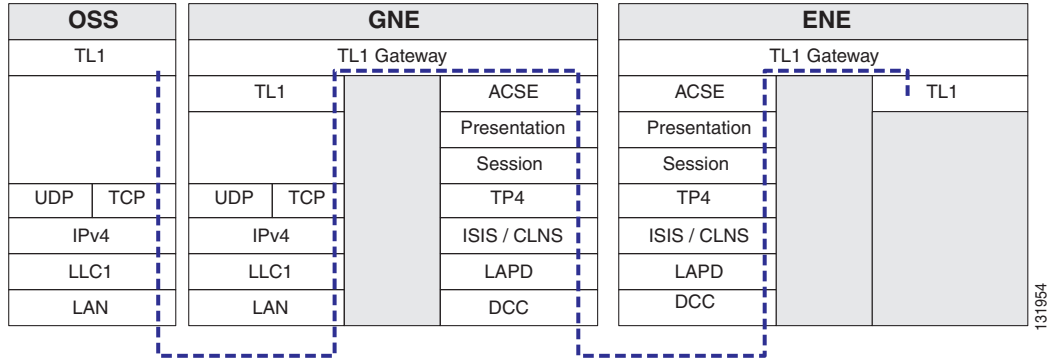 OSS GNE ENE
TL1 TL1 Gateway TL1 Gateway
TL1 ACSE ACSE TL1
Presentation Presentation
Session Session
UDP TCP UDP TCP TP4 TP4
IPv4 IPv4 ISIS / CLNS ISIS / CLNS
LLC1 LLC1 LAPD LAPD
LAN LAN DCC DCC
131954